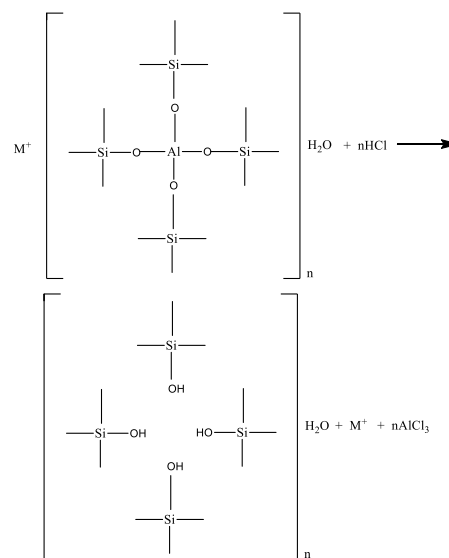 Si
O
M+ Si O Al O Si H₂O + nHCl
O
Si
n
Si
OH
Si OH HO Si H₂O + M+ + nAlCl₃
OH
Si
n